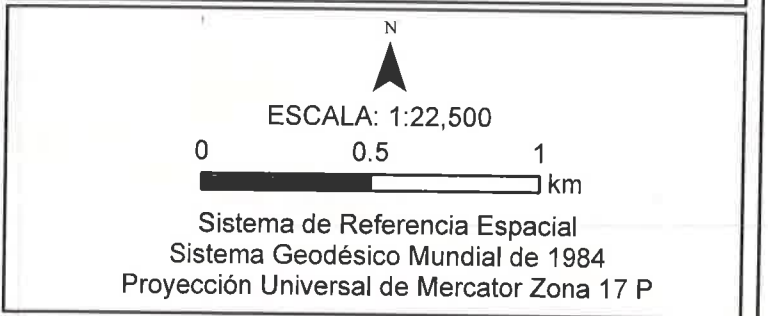 N
ESCALA: 1:22,500
0 0.5 1
km
Sistema de Referencia Espacial
Sistema Geodésico Mundial de 1984
Proyección Universal de Mercator Zona 17 P